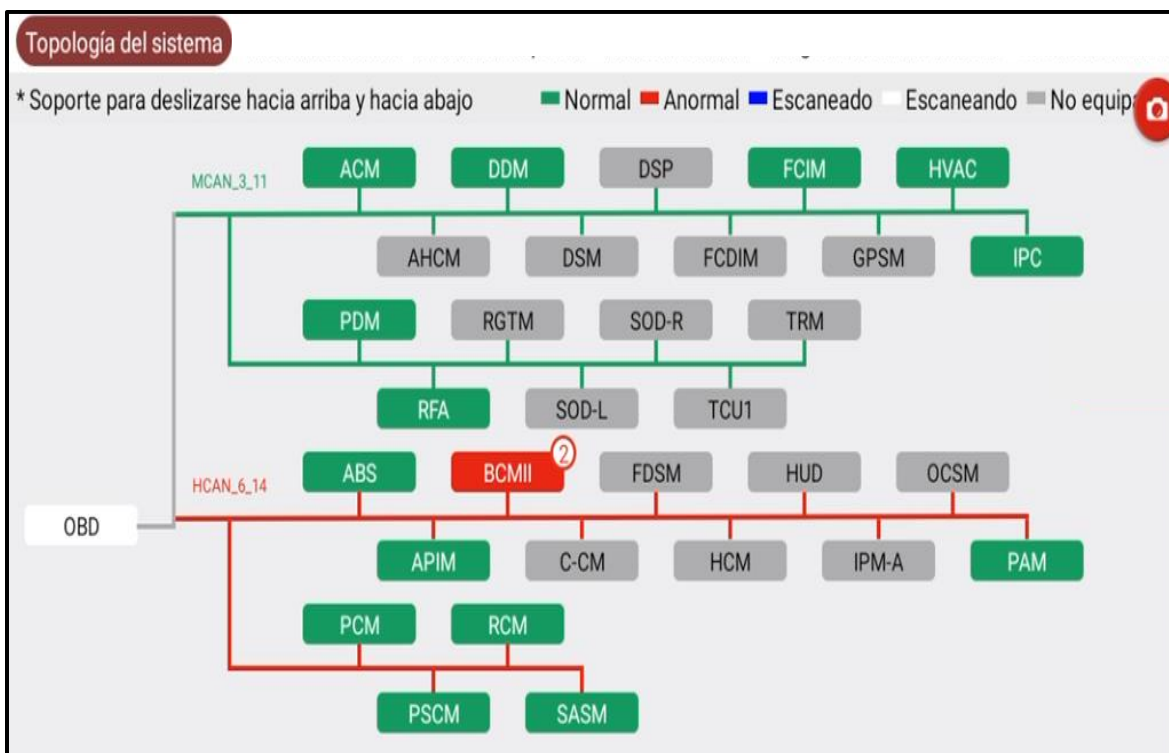 Topología del sistema
* Soporte para deslizarse hacia arriba y hacia abajo Normal Anormal Escaneado Escaneando No
MCAN_3_11
ACM DDM DSP FCIM HVAC
AHCM DSM FCDIM GPSM IPC
PDM RGTM SOD-R TRM
RFA SOD-L TCU1
HCAN_6_14
ABS BCMII 2 FDSM HUD OCSM
OBD
APIM C-CM HCM IPM-A PAM
PCM RCM
PSCM SASM